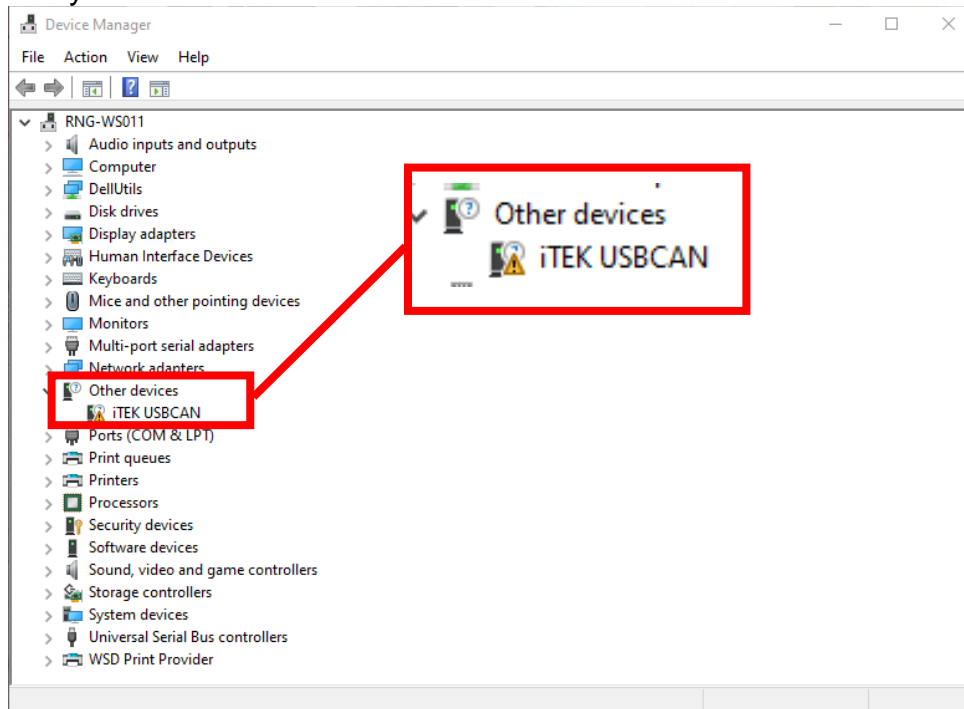 Device Manager
File Action View Help
RNG-WS011
Audio inputs and outputs
Computer
DellUtils
Disk drives
Display adapters
Human Interface Devices
Keyboards
Mice and other pointing devices
Monitors
Multi-port serial adapters
Network adapters
Other devices
iTEK USBCAN
Ports (COM & LPT)
Print queues
Printers
Processors
Security devices
Software devices
Sound, video and game controllers
Storage controllers
System devices
Universal Serial Bus controllers
WSD Print Provider
Other devices
iTEK USBCAN